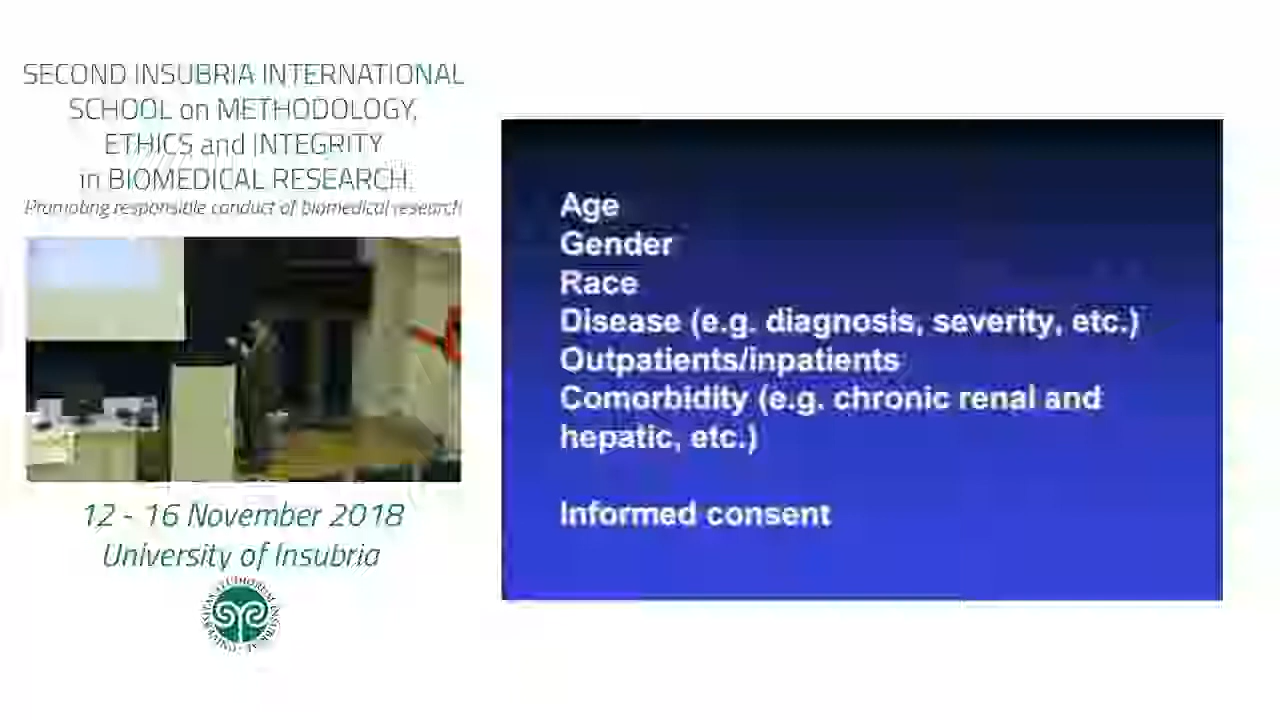 SECOND INSUBRIA INTERNATIONAL
SCHOOL on METHODOLOGY,
ETHICS and INTEGRITY
in BIOMEDICAL RESEARCH.
Promoting responsible conduct of biomedical research
12 - 16 November 2018
University of Insubria
Age
Gender
Race
Disease (e.g. diagnosis, severity, etc.)
Outpatients/inpatients
Comorbidity (e.g. chronic renal and
hepatic, etc.)
Informed consent